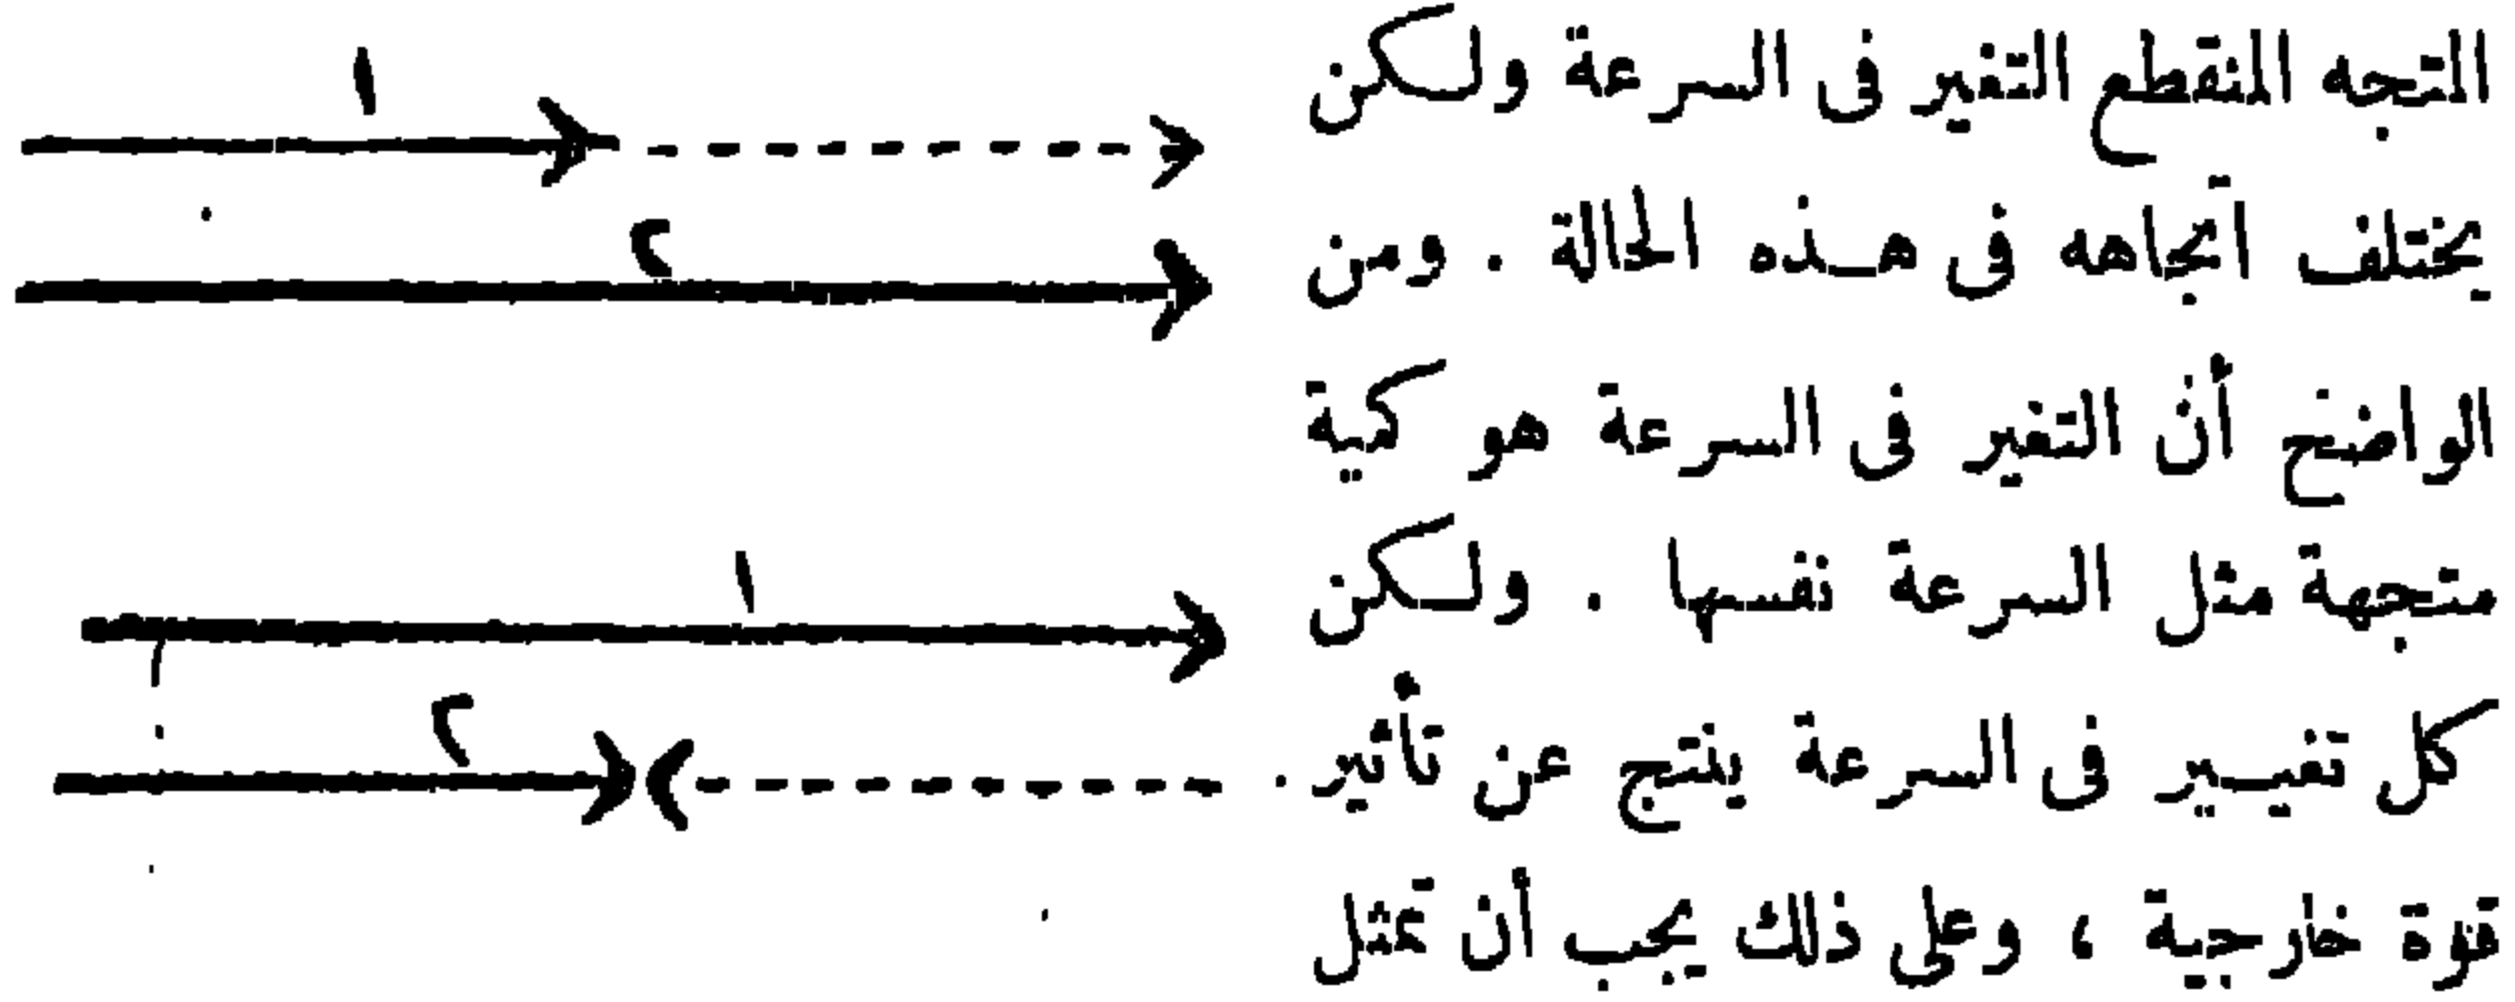 المتجه المنقطع التغير فى السرعة ولكن
١
يختلف اتجاهه فى هذه الحالة . ومن
٢
الواضح أن التغير فى السرعة هو كمية
متجهة مثل السرعة نفسها . ولكن
١
كل تغيير فى السرعة ينتج عن تأثير
٢
قوة خارجية ، وعلى ذلك يجب أن تمثل